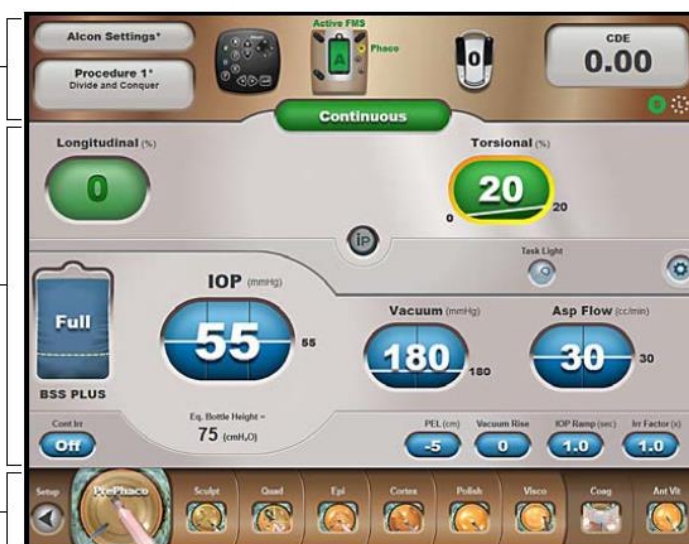 Alcon Settings*
Procedure 1*
Divide and Conquer
Active FMS
A
Phaco
0
CDE
0.00
0
Continuous
Longitudinal (%)
0
Torsional (%)
20
0
20
iP
Task Light
IOP (mmHg)
55
55
Full
BSS PLUS
Vacuum (mmHg)
180
180
Asp Flow (cc/min)
30
30
Cont Irr
Off
Eq. Bottle Height =
75 (cmH₂O)
PEL (cm)
-5
Vacuum Rise
0
IOP Ramp (sec)
1.0
Irr Factor (x)
1.0
Setup
PrePhaco
Sculpt
Quad
Epi
Cortex
Polish
Visco
Coag
Ant Vit